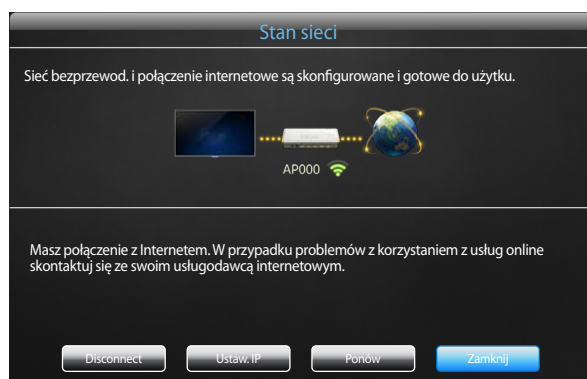 Stan sieci
Sieć bezprzewod. i połączenie internetowe są skonfigurowane i gotowe do użytku.
AP000
Masz połączenie z Internetem. W przypadku problemów z korzystaniem z usług online
skontaktuj się ze swoim usługodawcą internetowym.
Disconnect Ustaw. IP Ponów Zamknij